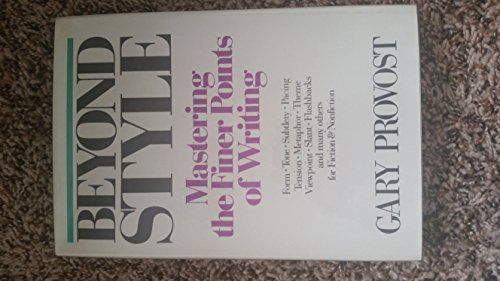 BEYOND
STYLE
Mastering
the Finer Points
of Writing
Form · Tone · Subtlety · Pacing
Tension · Metaphor · Theme
Viewpoint · Slant · Flashbacks
and many others
for Fiction & Nonfiction
GARY PROVOST